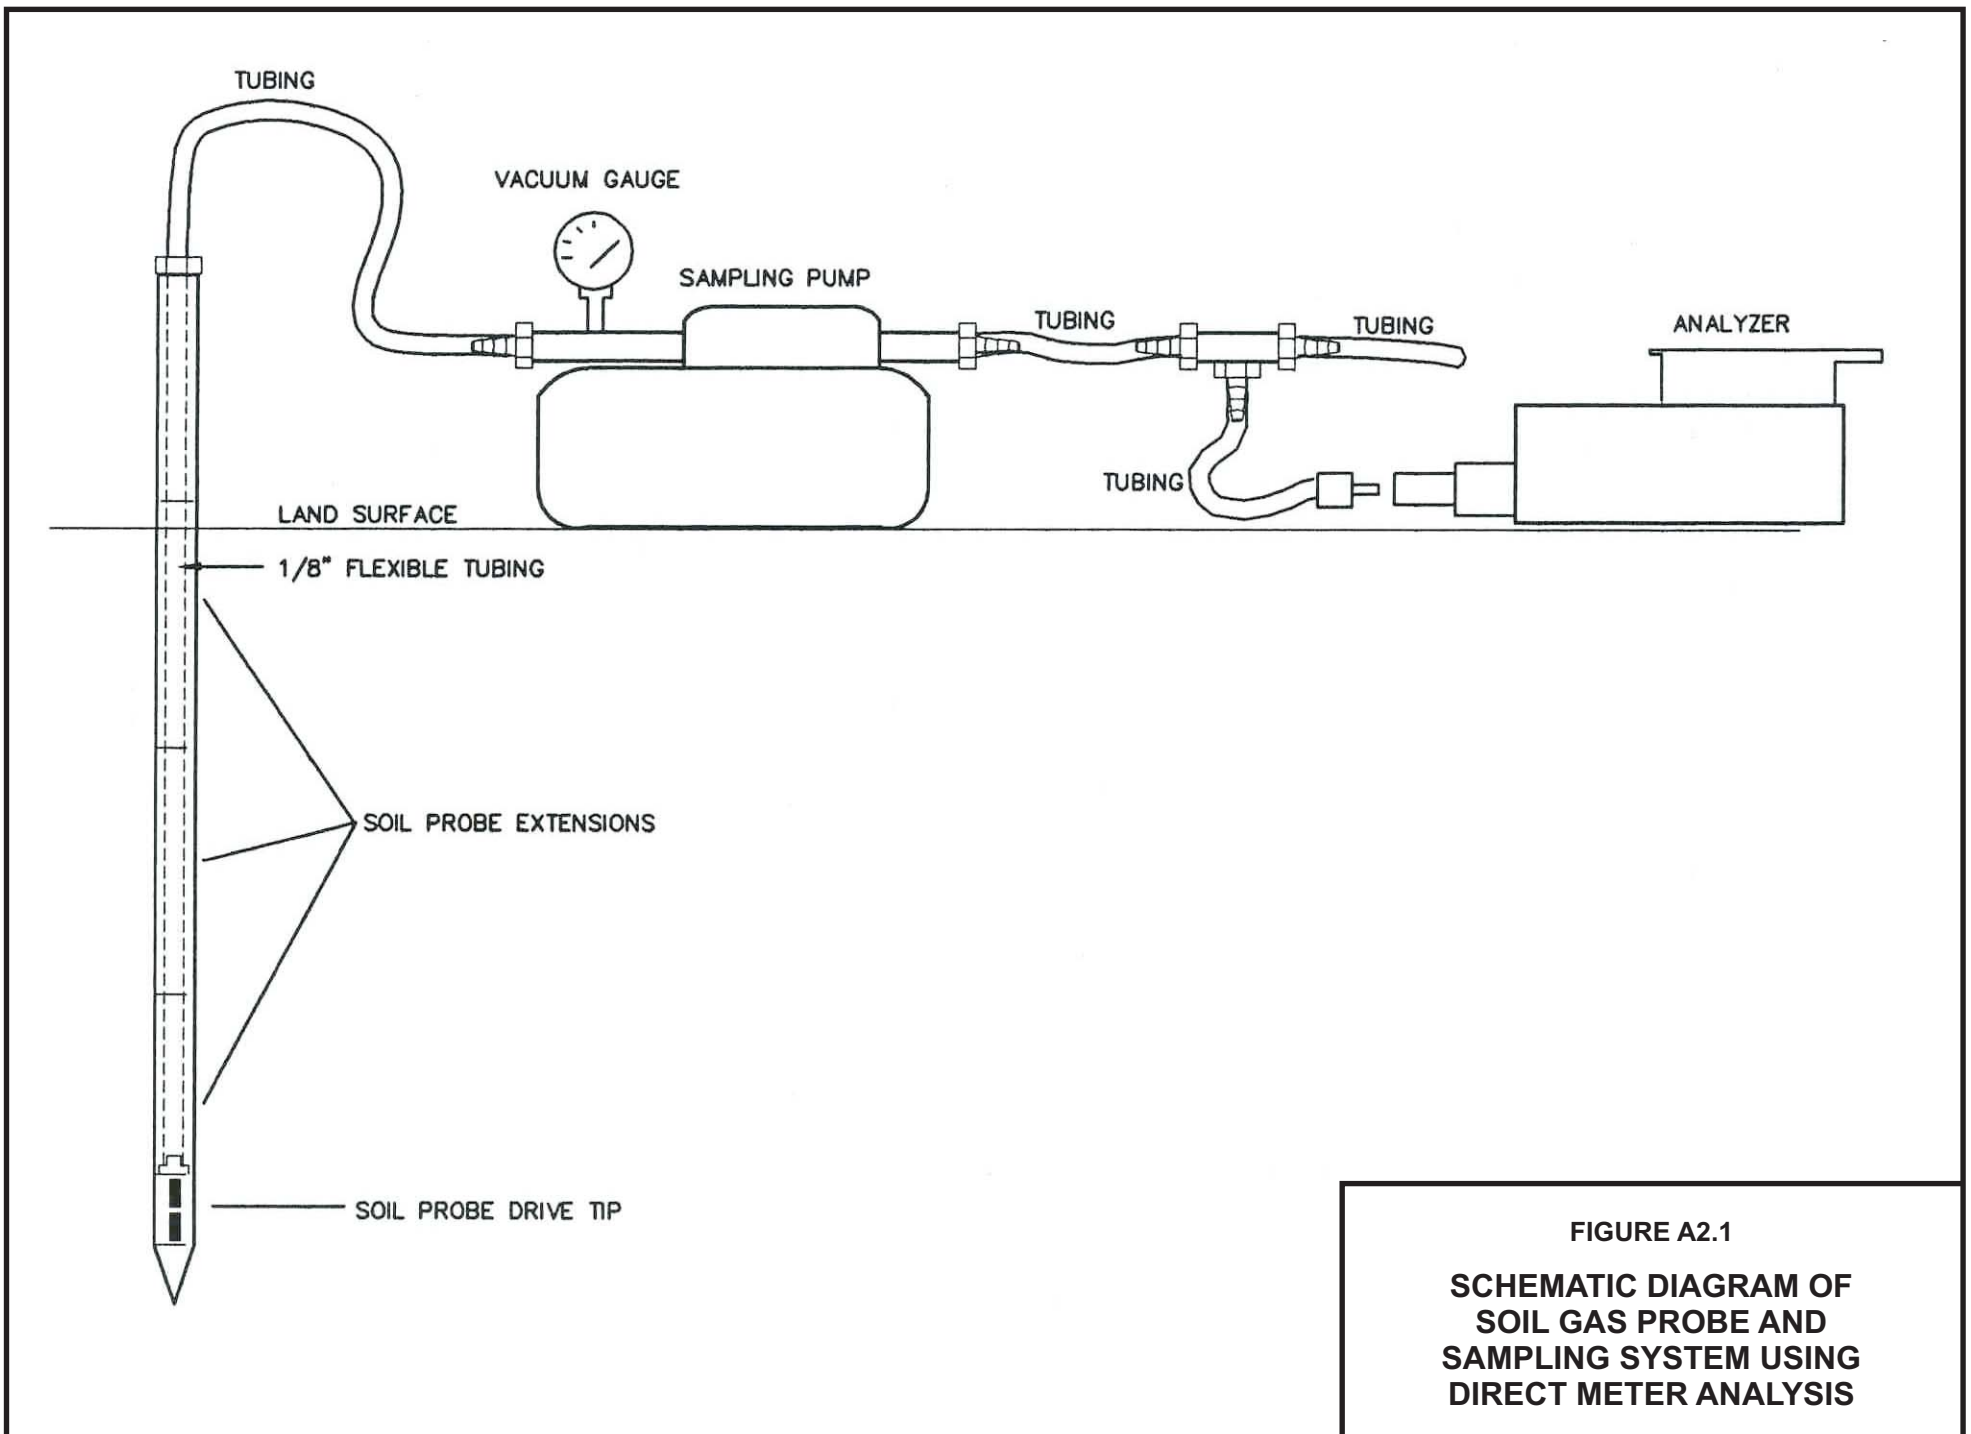 TUBING
VACUUM GAUGE
SAMPLING PUMP
TUBING
TUBING
ANALYZER
TUBING
LAND SURFACE
1/8" FLEXIBLE TUBING
SOIL PROBE EXTENSIONS
SOIL PROBE DRIVE TIP
FIGURE A2.1
SCHEMATIC DIAGRAM OF
SOIL GAS PROBE AND
SAMPLING SYSTEM USING
DIRECT METER ANALYSIS